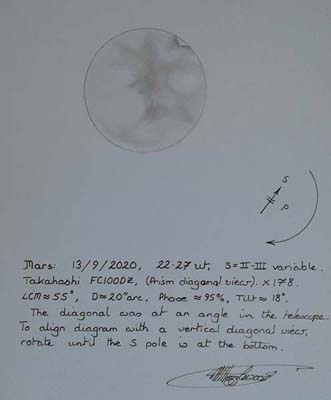 S
P
Mars: 13/9/2020, 22·27 ut, S=II-III variable.
Takahashi FC100DZ, (Prism diagonal view). x178.
LCM≈55°, D≈20"arc, Phase≈95%, Tilt≈18°.
The diagonal was at an angle in the telescope.
To align diagram with a vertical diagonal view,
rotate until the S pole is at the bottom.